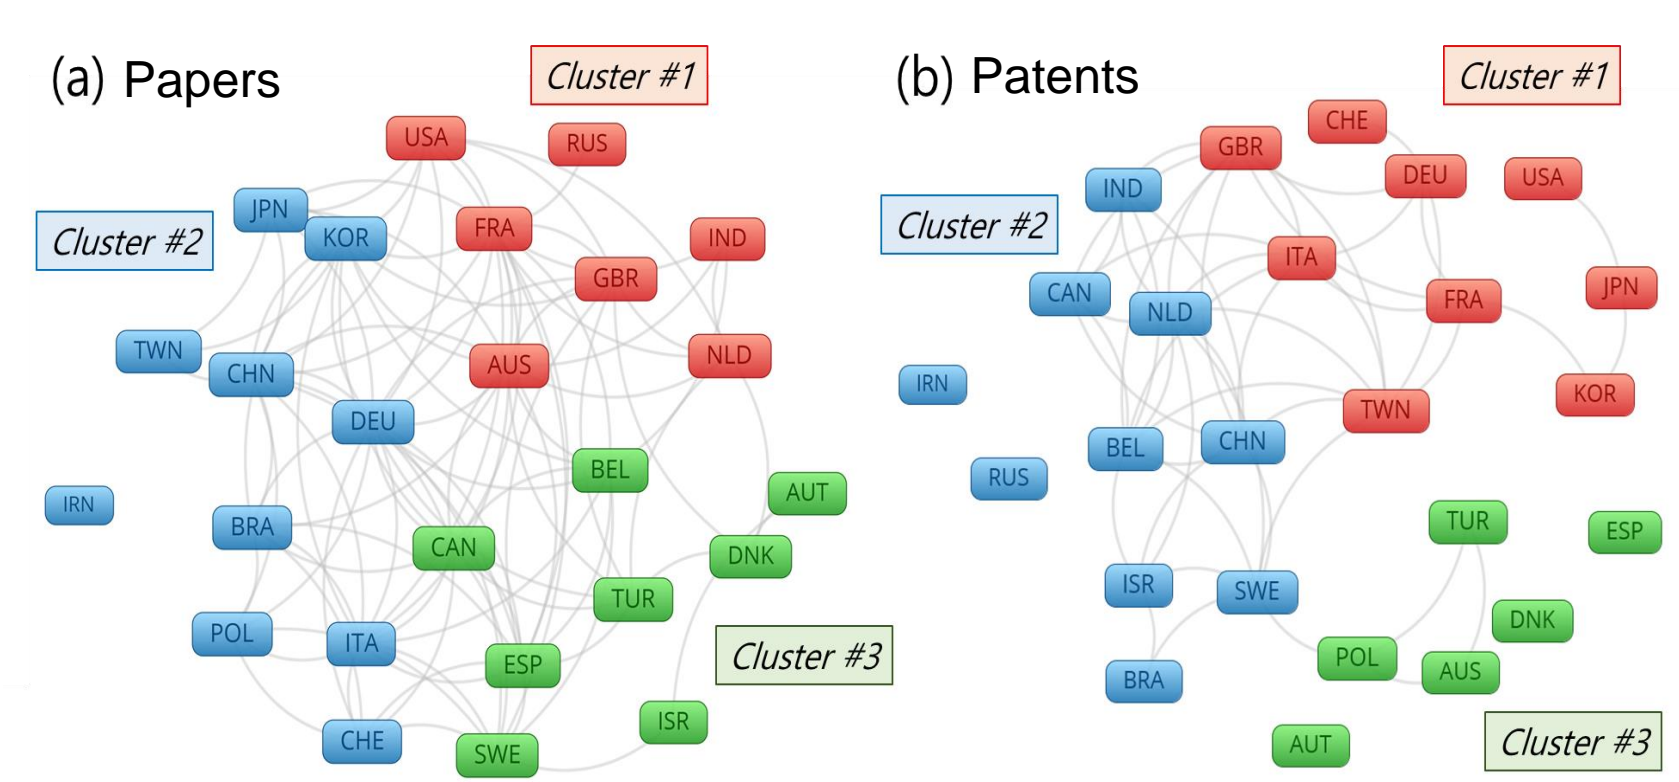 (a) Papers
Cluster #1
USA
RUS
JPN
KOR
FRA
IND
Cluster #2
GBR
TWN
CHN
AUS
NLD
DEU
BEL
AUT
IRN
BRA
CAN
DNK
TUR
POL
ITA
ESP
Cluster #3
ISR
CHE
SWE
(b) Patents
Cluster #1
CHE
GBR
DEU
USA
IND
Cluster #2
ITA
CAN
NLD
FRA
JPN
IRN
KOR
TWN
BEL
CHN
RUS
TUR
ESP
ISR
SWE
DNK
POL
AUS
BRA
AUT
Cluster #3